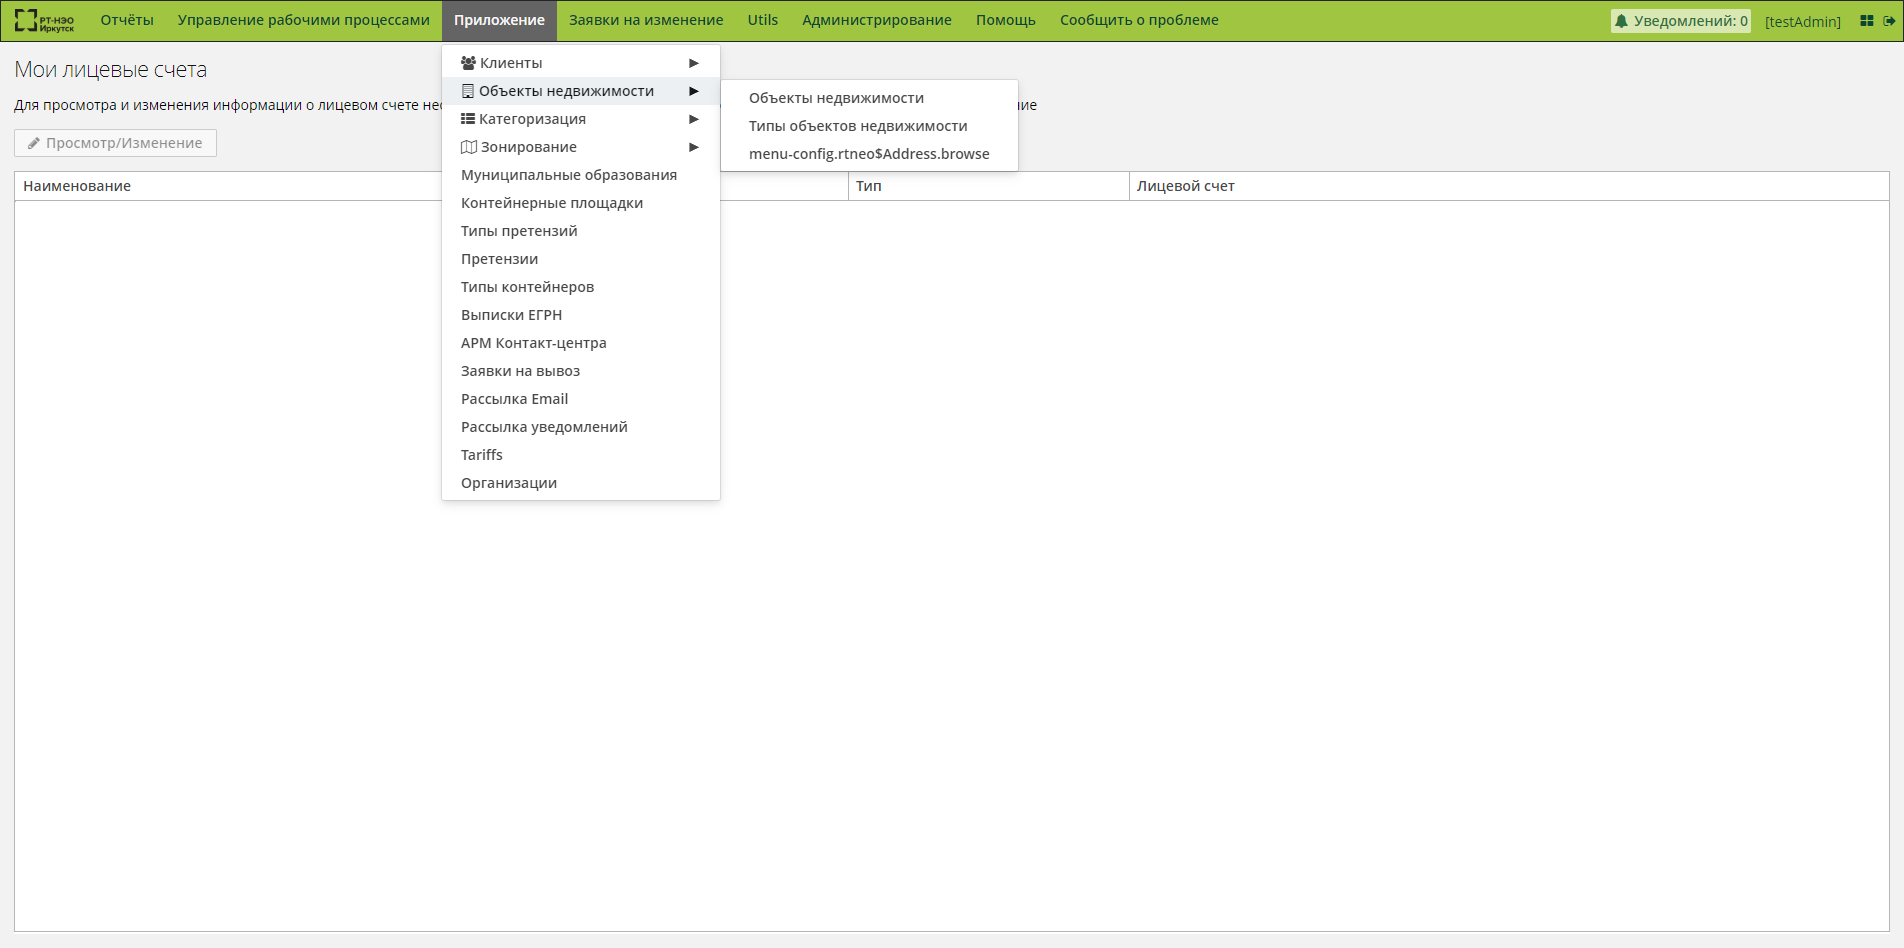 РТ-НЭО
Иркутск
Отчёты Управление рабочими процессами Приложение Заявки на изменение Utils Администрирование Помощь Сообщить о проблеме Уведомлений: 0 [testAdmin]
Мои лицевые счета
Для просмотра и изменения информации о лицевом счете
Просмотр/Изменение
Наименование Тип Лицевой счет
Клиенты
Объекты недвижимости
Категоризация
Зонирование
Муниципальные образования
Контейнерные площадки
Типы претензий
Претензии
Типы контейнеров
Выписки ЕГРН
АРМ Контакт-центра
Заявки на вывоз
Рассылка Email
Рассылка уведомлений
Tariffs
Организации
Объекты недвижимости
Типы объектов недвижимости
menu-config.rtneo$Address.browse